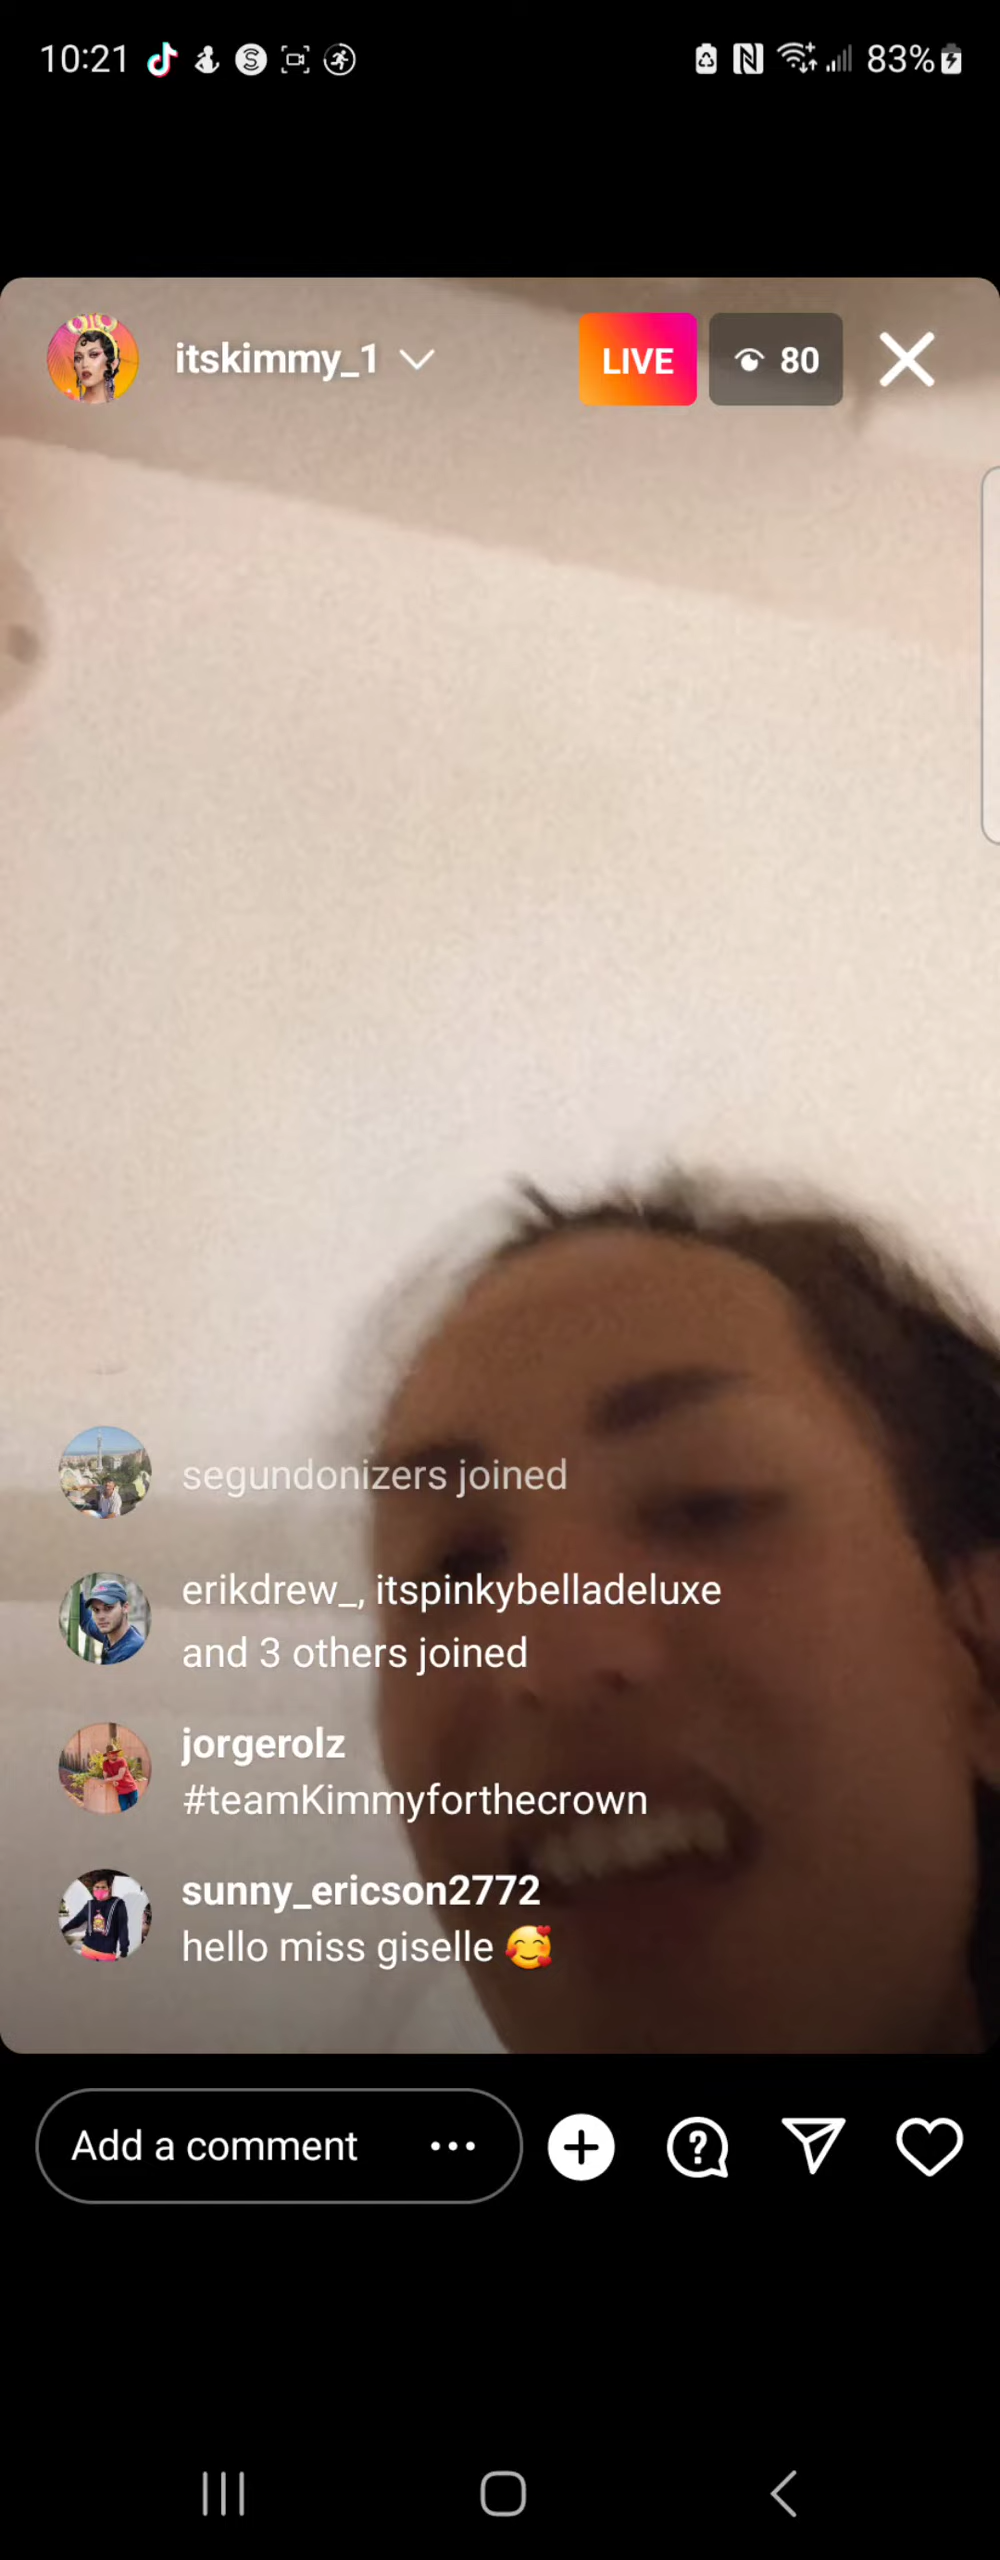 10:21
83%
itskimmy_1
LIVE
80
segundonizers joined
erikdrew_, itspinkybelladeluxe
and 3 others joined
jorgerolz
#teamKimmyforthecrown
sunny_ericson2772
hello miss giselle 🥰
Add a comment